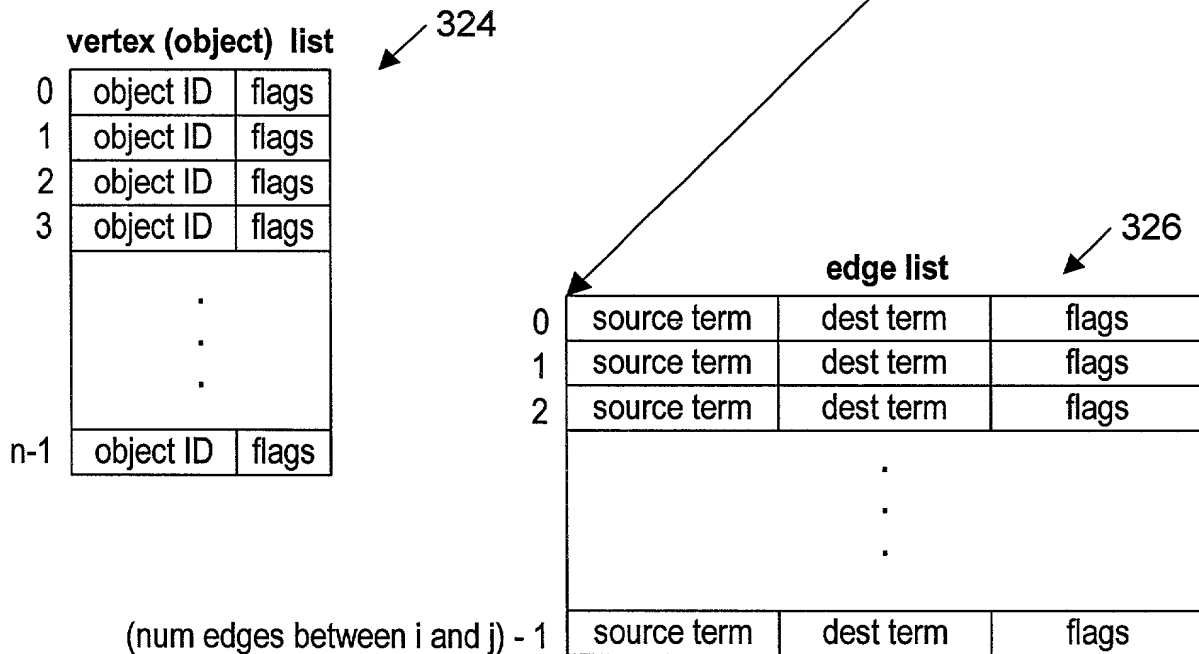 324
vertex (object) list
0 object ID flags
1 object ID flags
2 object ID flags
3 object ID flags
.
.
.
n-1 object ID flags
326
edge list
0 source term dest term flags
1 source term dest term flags
2 source term dest term flags
.
.
.
(num edges between i and j) - 1 source term dest term flags